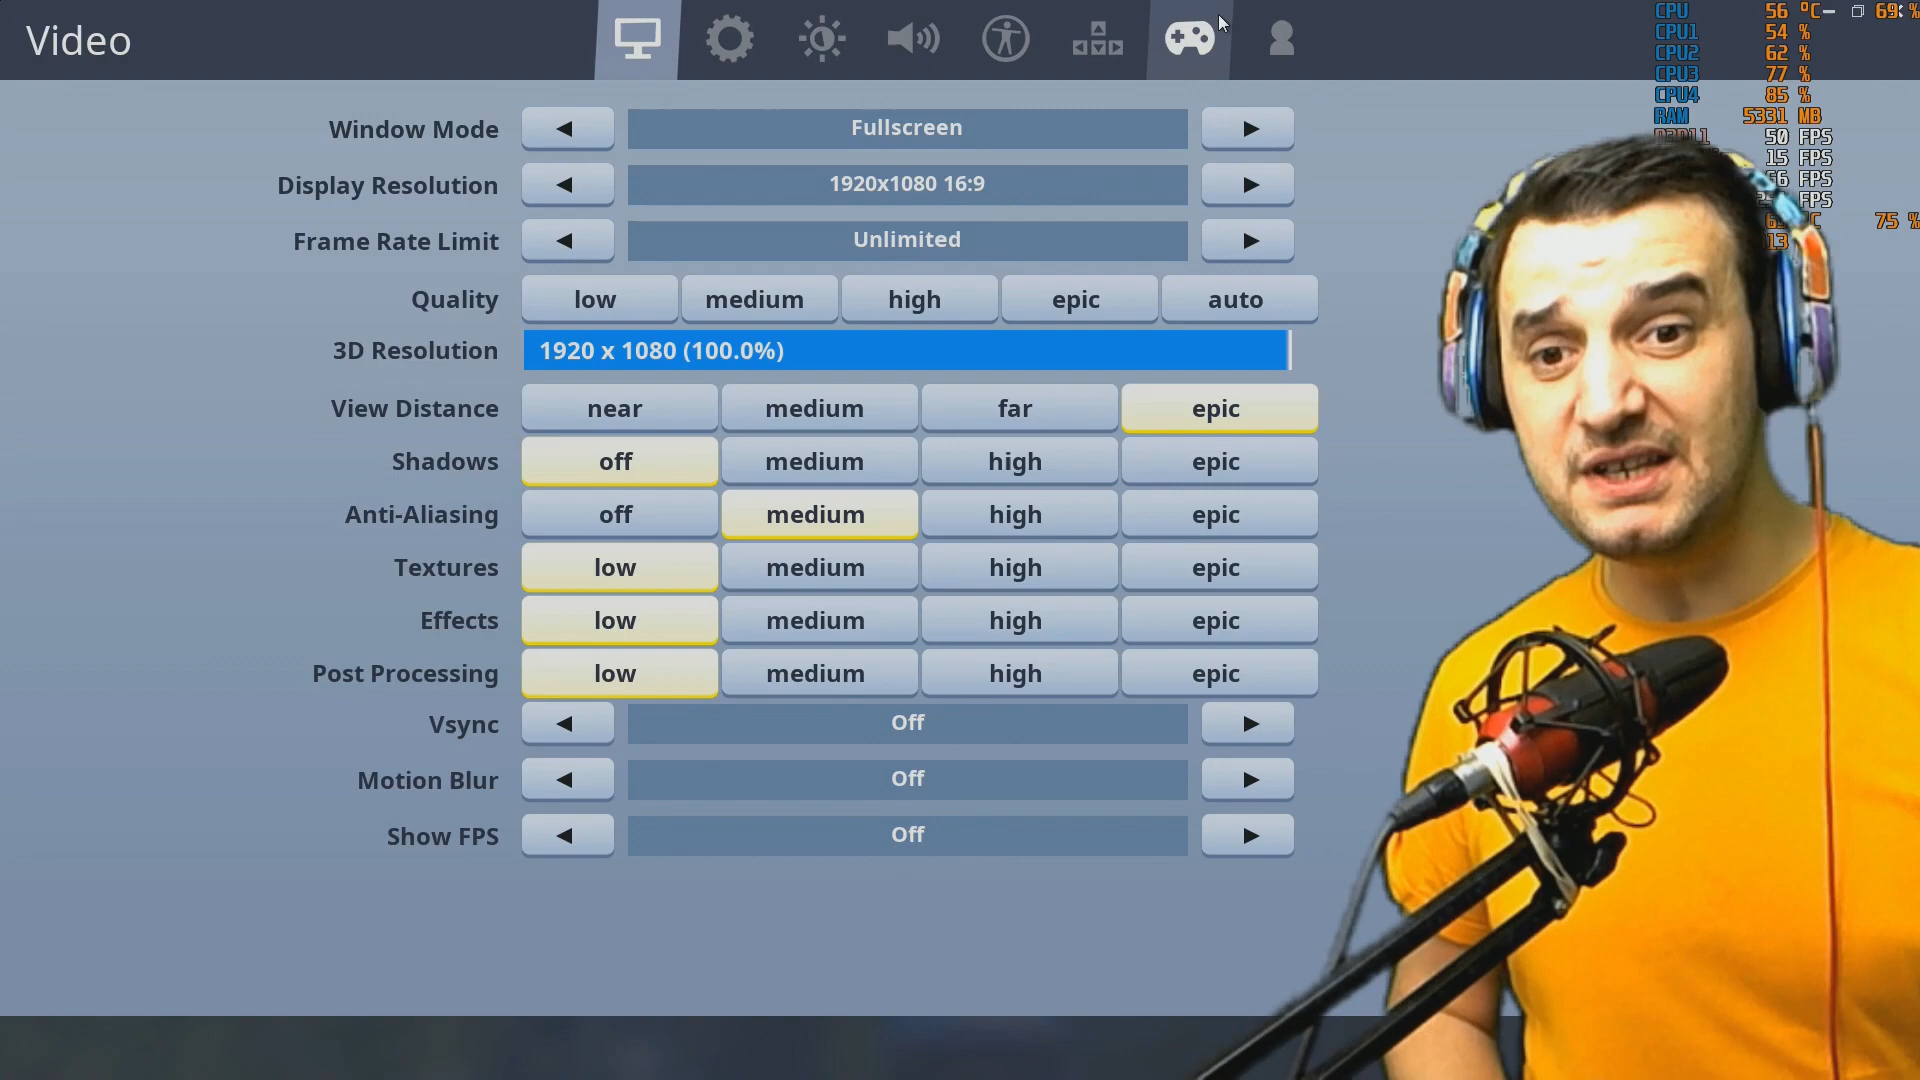 Video
CPU 56 °C 69 %
CPU1 54 %
CPU2 62 %
CPU3 77 %
CPU4 85 %
RAM 5331 MB
50 FPS
15 FPS
FPS
FPS
75 %
Window Mode ◀ Fullscreen ▶
Display Resolution ◀ 1920x1080 16:9 ▶
Frame Rate Limit ◀ Unlimited ▶
Quality low medium high epic auto
3D Resolution 1920 x 1080 (100.0%)
View Distance near medium far epic
Shadows off medium high epic
Anti-Aliasing off medium high epic
Textures low medium high epic
Effects low medium high epic
Post Processing low medium high epic
Vsync ◀ Off ▶
Motion Blur ◀ Off ▶
Show FPS ◀ Off ▶